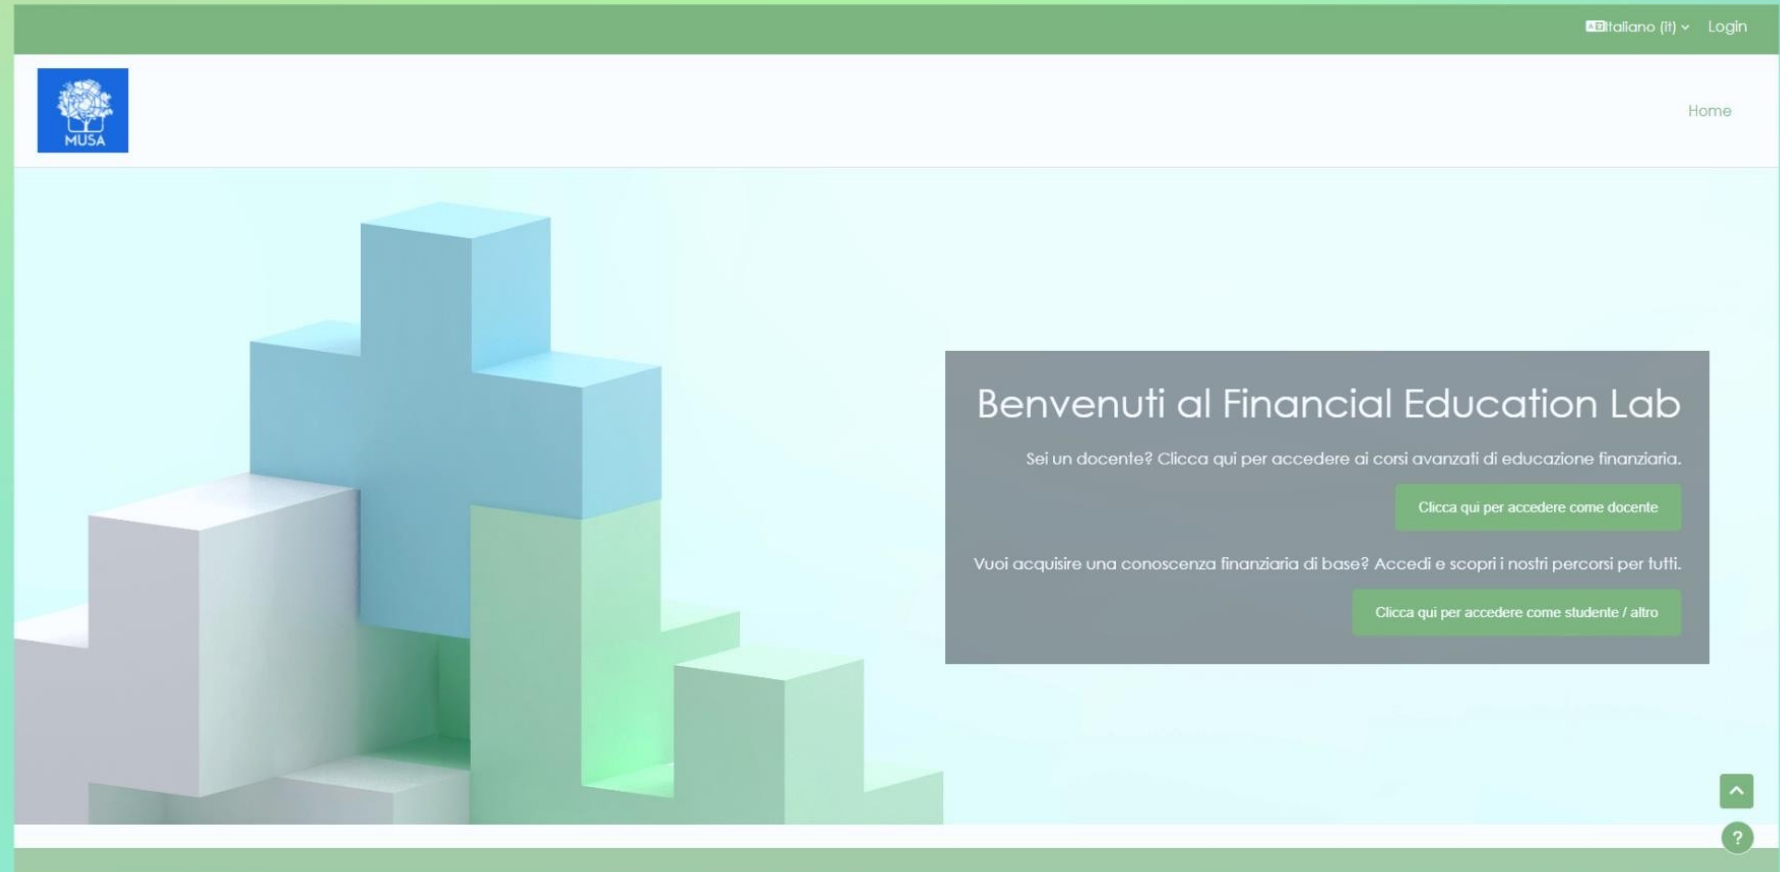 Italiano (it)
Login
MUSA
Home
Benvenuti al Financial Education Lab
Sei un docente? Clicca qui per accedere ai corsi avanzati di educazione finanziaria.
Clicca qui per accedere come docente
Vuoi acquisire una conoscenza finanziaria di base? Accedi e scopri i nostri percorsi per tutti.
Clicca qui per accedere come studente / altro
?